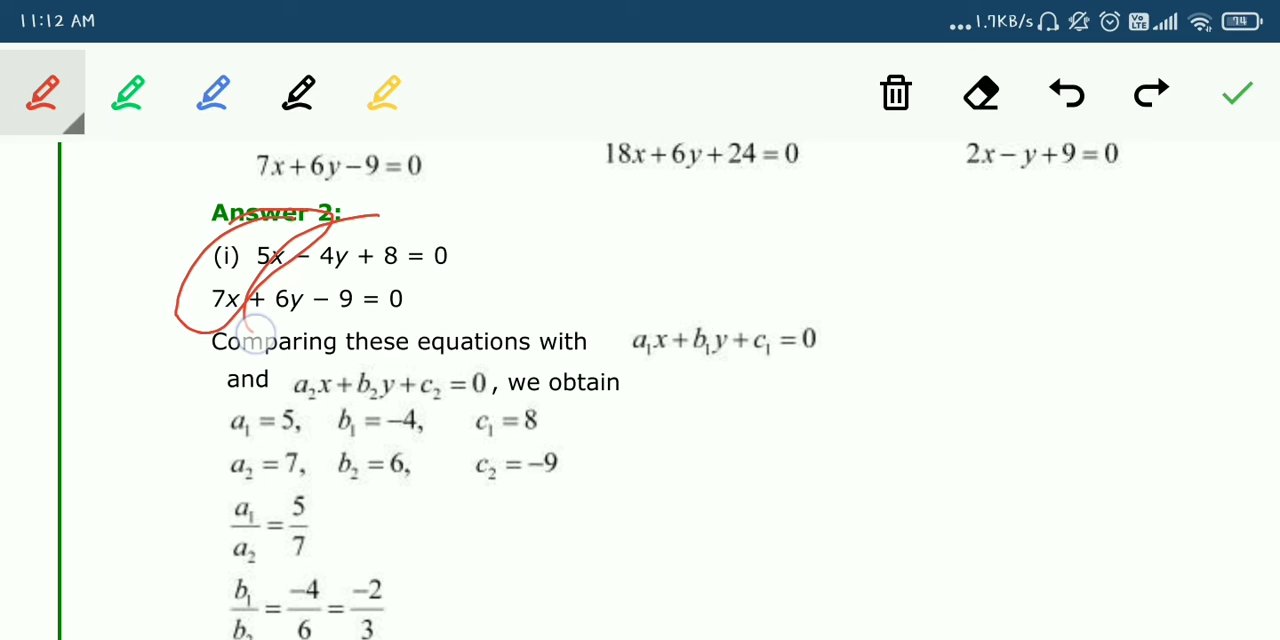 11:12 AM
...1.7KB/s Vo LTE 74
7x+6y−9=0 18x+6y+24=0 2x−y+9=0
Answer 2:
(i) 5x − 4y + 8 = 0
7x + 6y − 9 = 0
Comparing these equations with a₁x+b₁y+c₁=0
and a₂x+b₂y+c₂=0, we obtain
a₁=5, b₁=−4, c₁=8
a₂=7, b₂=6, c₂=−9
a₁/a₂=5/7
b₁/b₂=−4/6=−2/3